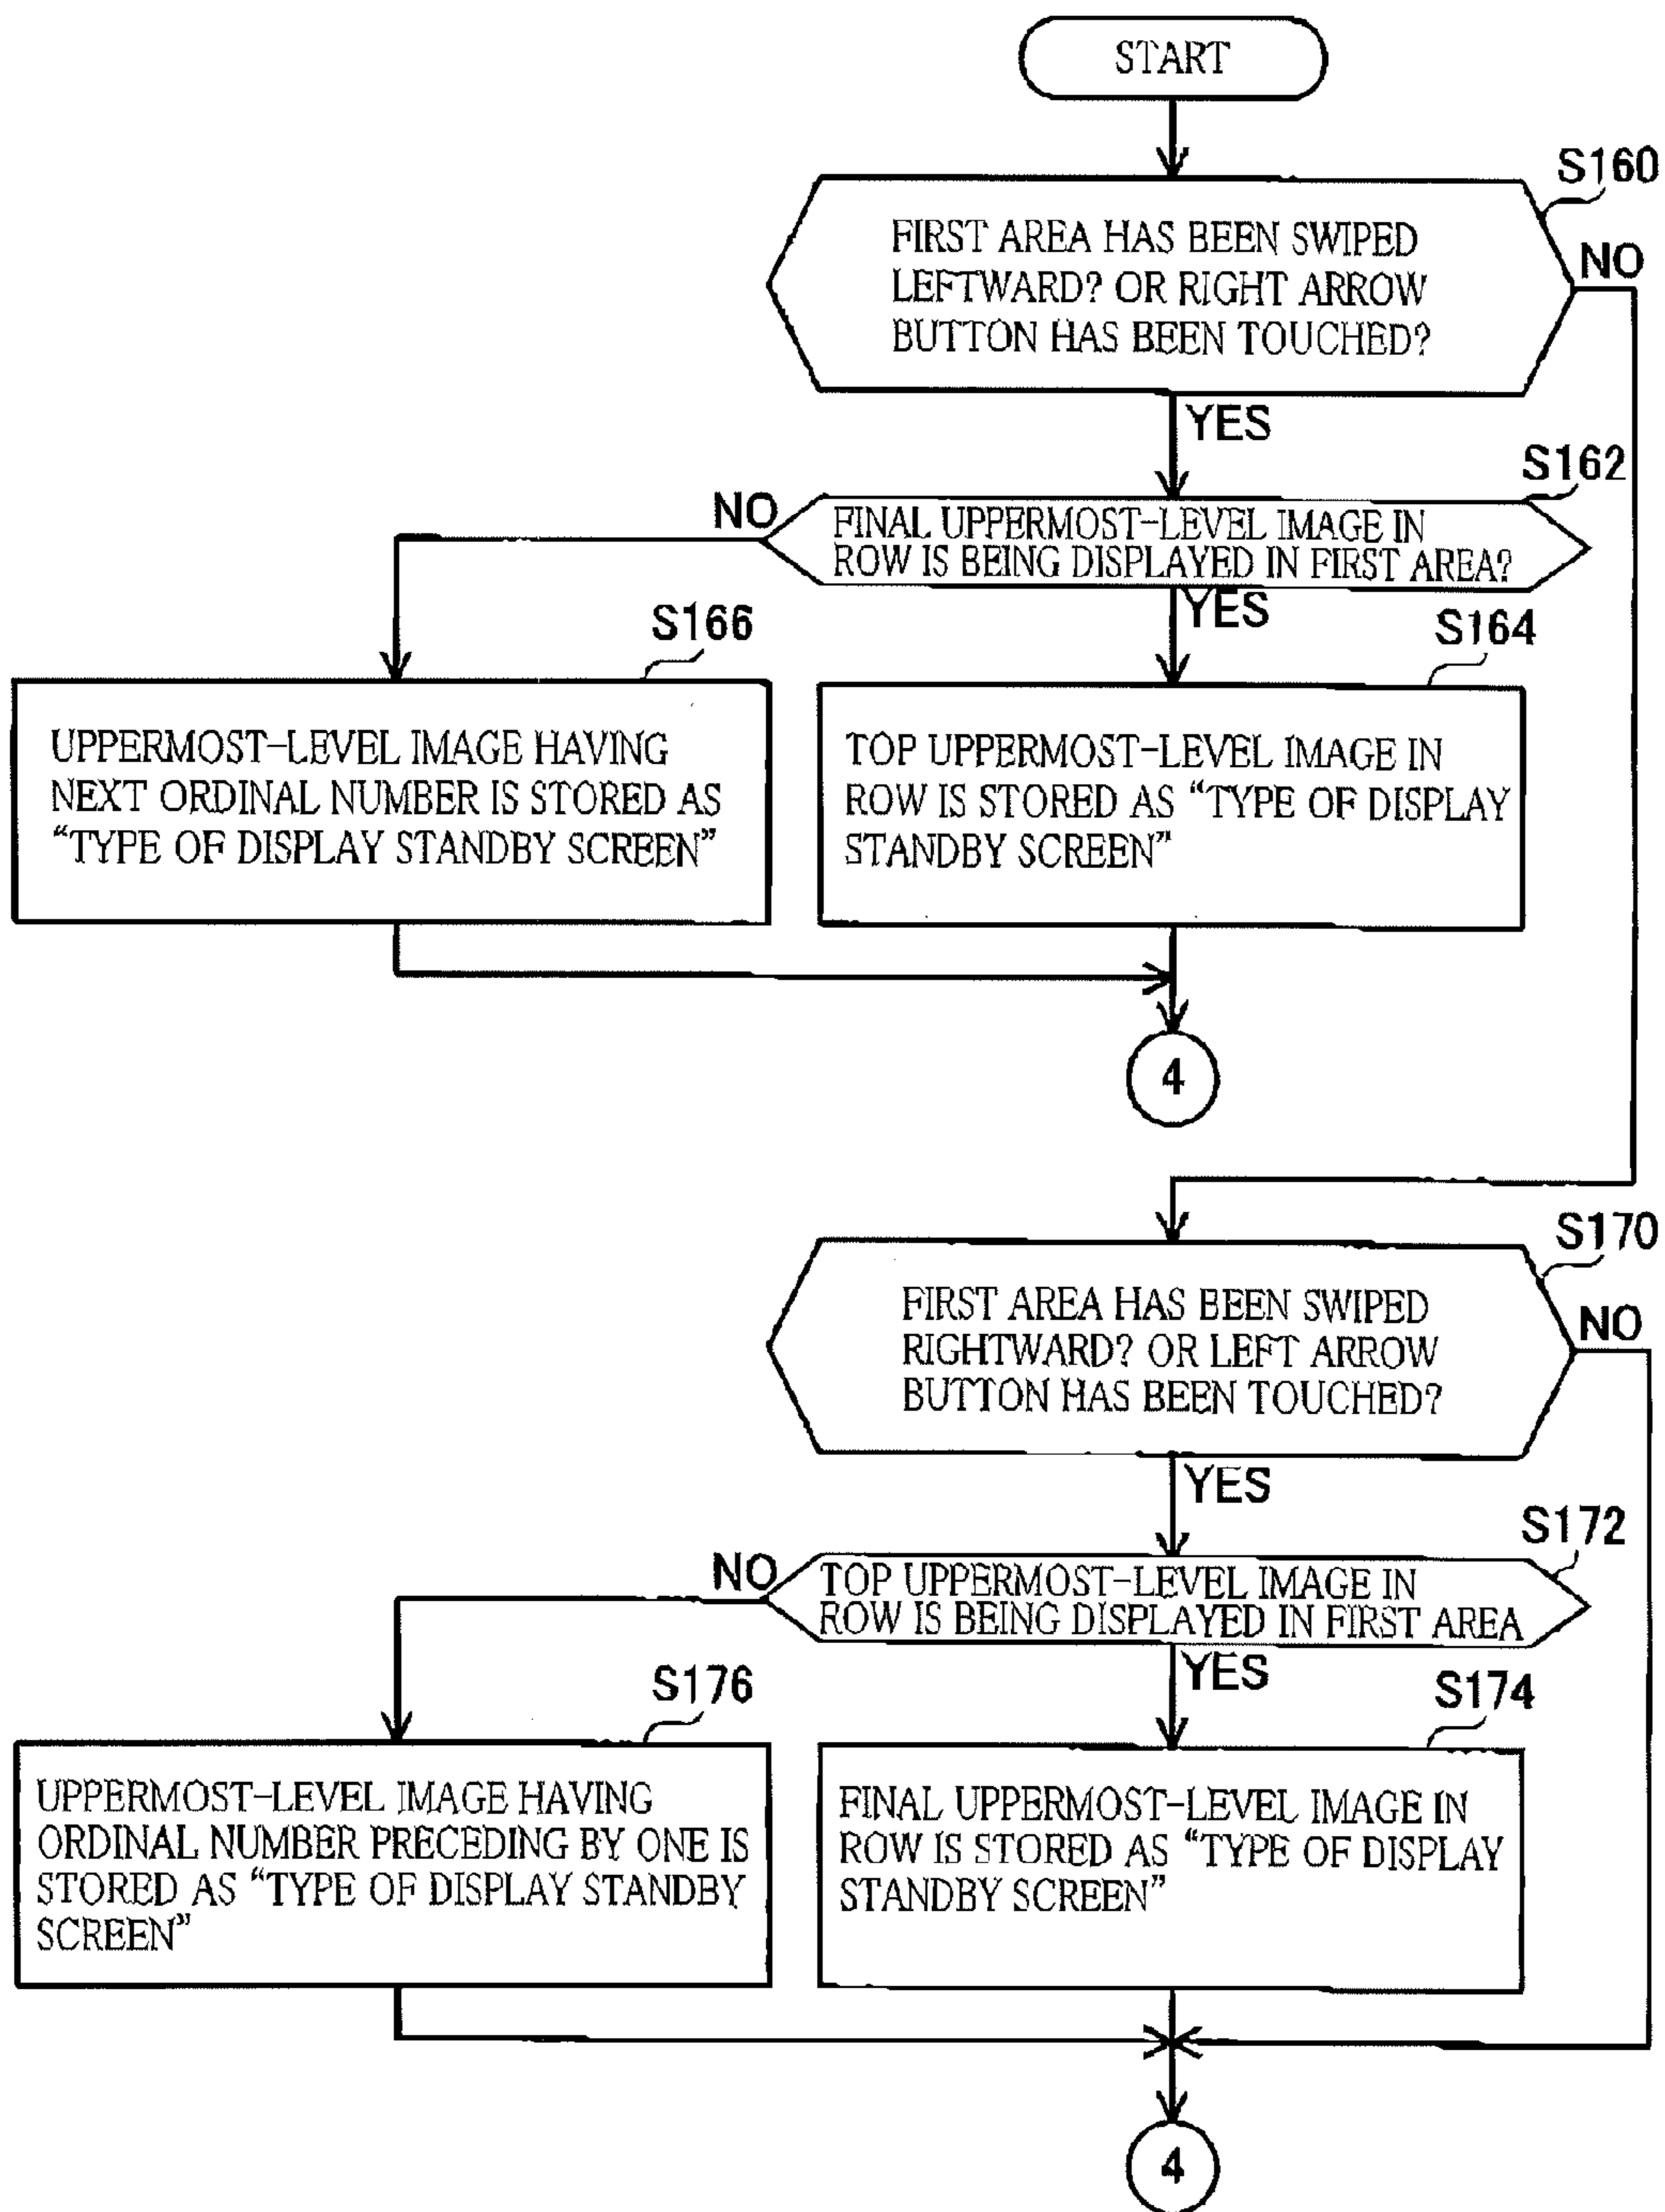 START
S160
FIRST AREA HAS BEEN SWIPED
LEFTWARD? OR RIGHT ARROW
BUTTON HAS BEEN TOUCHED?
NO
YES
S162
NO
FINAL UPPERMOST-LEVEL IMAGE IN
ROW IS BEING DISPLAYED IN FIRST AREA?
YES
S166
S164
UPPERMOST-LEVEL IMAGE HAVING
NEXT ORDINAL NUMBER IS STORED AS
“TYPE OF DISPLAY STANDBY SCREEN”
TOP UPPERMOST-LEVEL IMAGE IN
ROW IS STORED AS “TYPE OF DISPLAY
STANDBY SCREEN”
4
S170
FIRST AREA HAS BEEN SWIPED
RIGHTWARD? OR LEFT ARROW
BUTTON HAS BEEN TOUCHED?
NO
YES
S172
NO
TOP UPPERMOST-LEVEL IMAGE IN
ROW IS BEING DISPLAYED IN FIRST AREA
YES
S176
S174
UPPERMOST-LEVEL IMAGE HAVING
ORDINAL NUMBER PRECEDING BY ONE IS
STORED AS “TYPE OF DISPLAY STANDBY
SCREEN”
FINAL UPPERMOST-LEVEL IMAGE IN
ROW IS STORED AS “TYPE OF DISPLAY
STANDBY SCREEN”
4